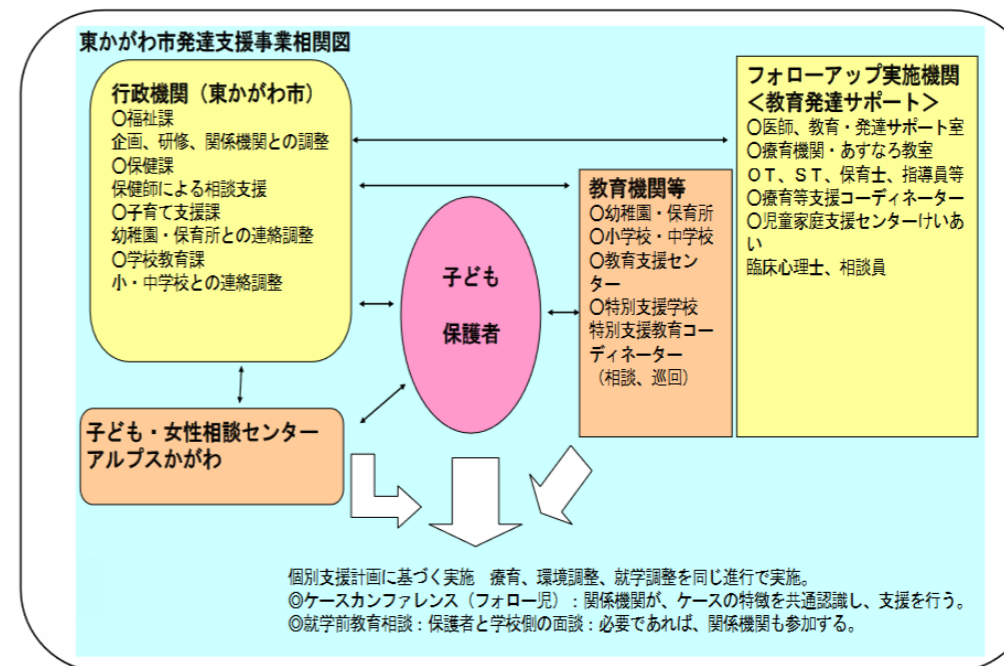 東かがわ市発達支援事業相関図
行政機関（東かがわ市）
〇福祉課
企画、研修、関係機関との調整
〇保健課
保健師による相談支援
〇子育て支援課
幼稚園・保育所との連絡調整
〇学校教育課
小・中学校との連絡調整
子ども・女性相談センター
アルプスかがわ
子ども
保護者
教育機関等
〇幼稚園・保育所
〇小学校・中学校
〇教育支援セン
ター
〇特別支援学校
特別支援教育コー
ディネーター
（相談、巡回）
フォローアップ実施機関
＜教育発達サポート＞
〇医師、教育・発達サポート室
〇療育機関・あすなろ教室
ＯＴ、ＳＴ、保育士、指導員等
〇療育等支援コーディネーター
〇児童家庭支援センターけいあ
い
臨床心理士、相談員
個別支援計画に基づく実施　療育、環境調整、就学調整を同じ進行で実施。
◎ケースカンファレンス（フォロー児）：関係機関が、ケースの特徴を共通認識し、支援を行う。
◎就学前教育相談：保護者と学校側の面談：必要であれば、関係機関も参加する。